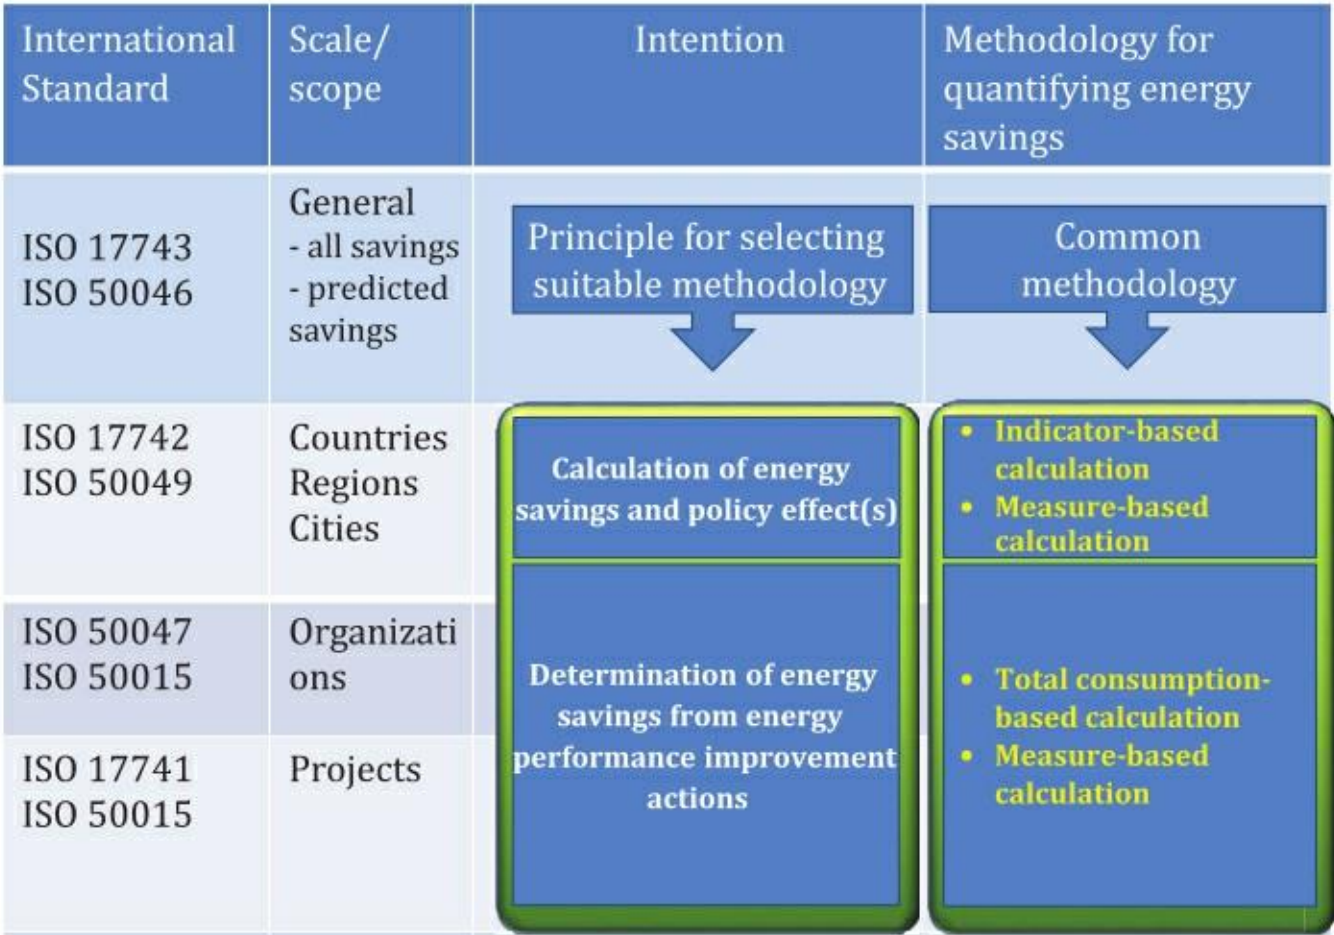 International
Standard
Scale/
scope
Intention
Methodology for
quantifying energy
savings
ISO 17743
ISO 50046
General
- all savings
- predicted
savings
Principle for selecting
suitable methodology
Common
methodology
ISO 17742
ISO 50049
Countries
Regions
Cities
Calculation of energy
savings and policy effect(s)
• Indicator-based
calculation
• Measure-based
calculation
ISO 50047
ISO 50015
Organizati
ons
ISO 17741
ISO 50015
Projects
Determination of energy
savings from energy
performance improvement
actions
• Total consumption-
based calculation
• Measure-based
calculation